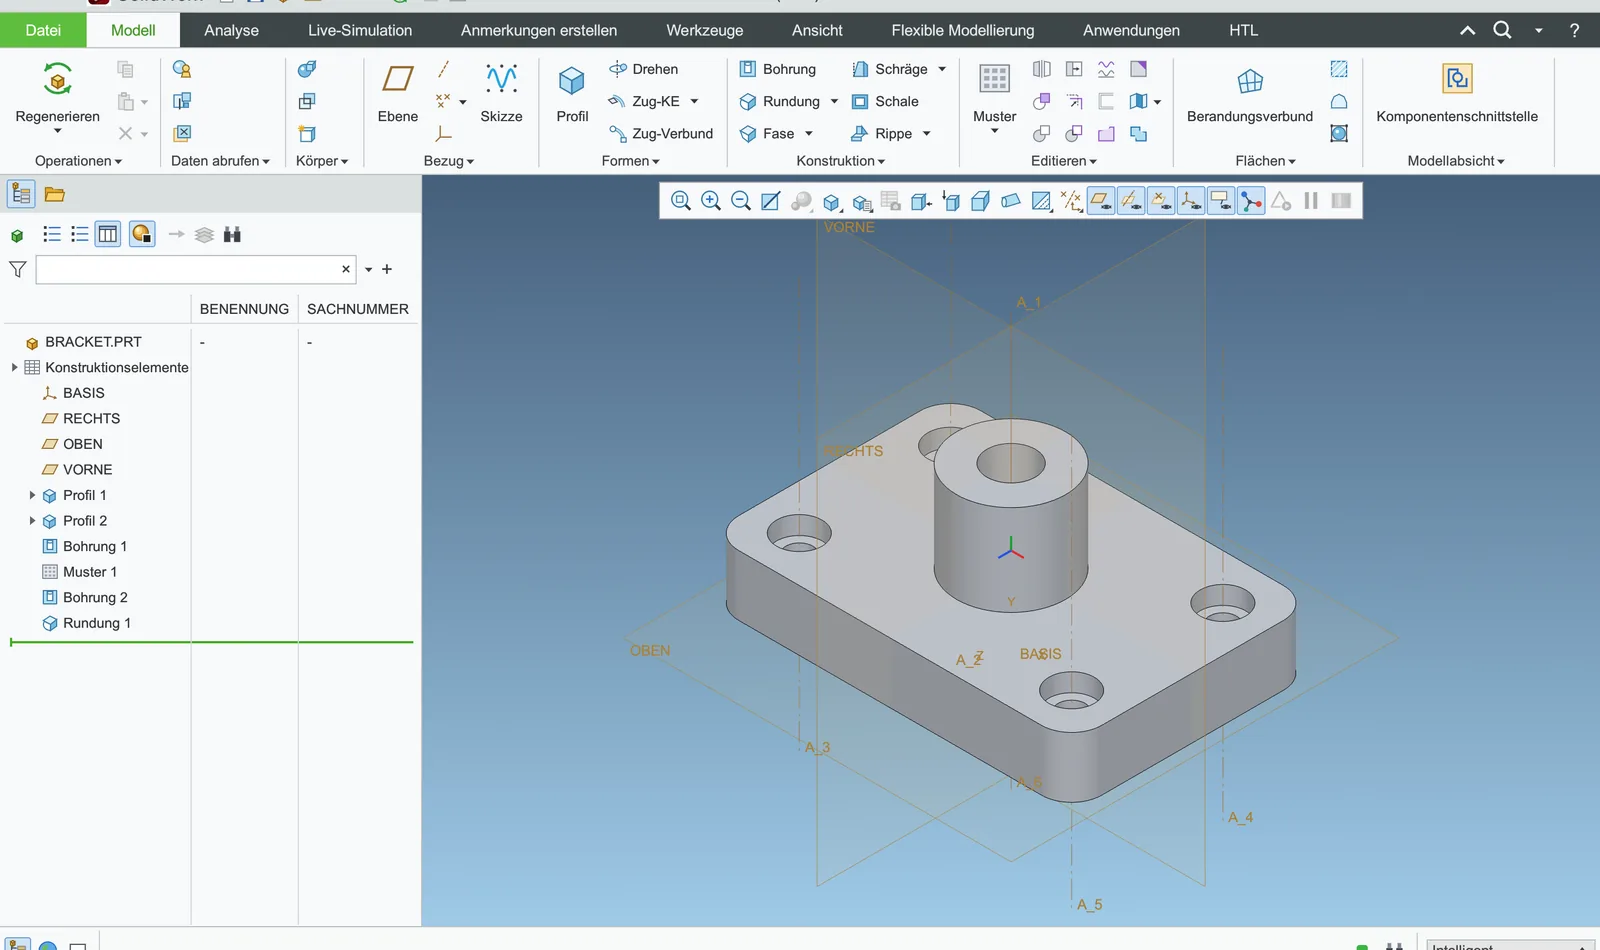 Datei Modell Analyse Live-Simulation Anmerkungen erstellen Werkzeuge Ansicht Flexible Modellierung Anwendungen HTL ?
Regenerieren
Operationen
Daten abrufen
Körper
Ebene
Skizze
Bezug
Profil
Drehen
Zug-KE
Zug-Verbund
Formen
Bohrung
Rundung
Fase
Schräge
Schale
Rippe
Konstruktion
Muster
Editieren
Berandungsverbund
Flächen
Komponentenschnittstelle
Modellabsicht
BENENNUNG SACHNUMMER
BRACKET.PRT - -
Konstruktionselemente
BASIS
RECHTS
OBEN
VORNE
Profil 1
Profil 2
Bohrung 1
Muster 1
Bohrung 2
Rundung 1
VORNE
A_1
RECHTS
Y
OBEN
A_2
Z
BASIS
X
A_3
A_4
A_5
Intelligent